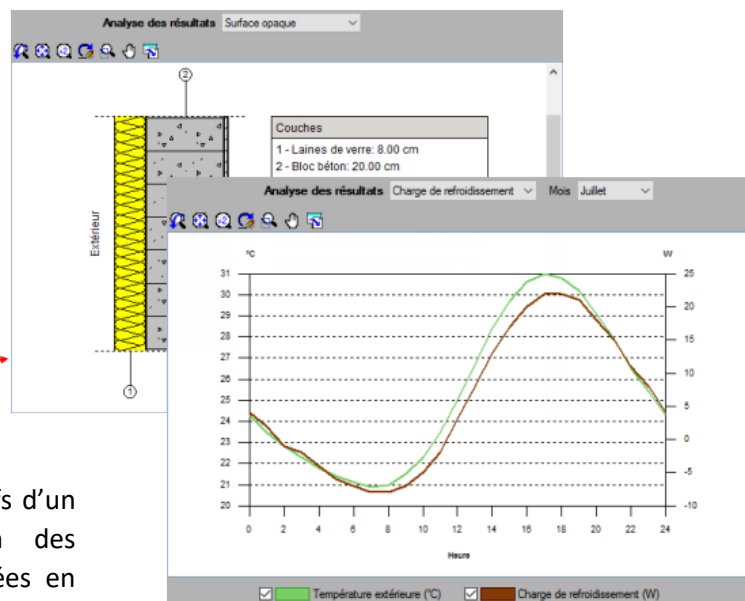 Analyse des résultats Surface opaque
2
Couches
1 - Laines de verre: 8.00 cm
2 - Bloc béton: 20.00 cm
Extérieur
1
Analyse des résultats Charge de refroidissement Mois Juillet
°C W
31 25
30 20
29
28 15
27
26 10
25
24 5
23 0
22
21 -5
20 -10
0 2 4 6 8 10 12 14 16 18 20 22 24
Heure
Température extérieure (°C) Charge de refroidissement (W)
fs d’un
des
ées en